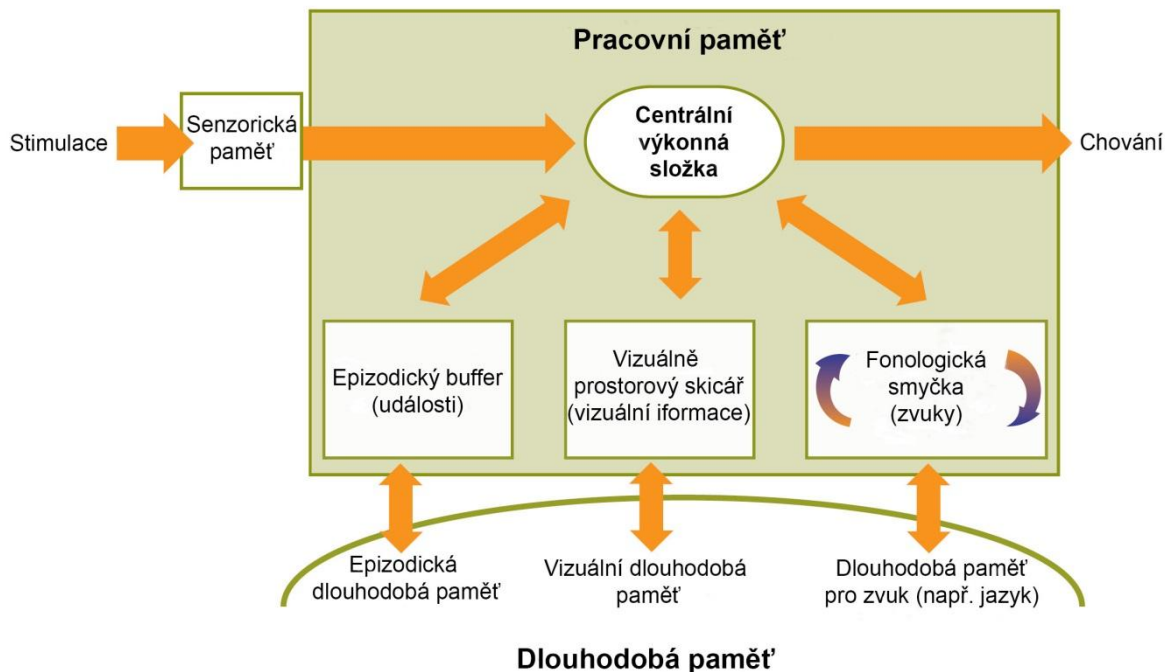 Pracovní paměť
Stimulace
Senzorická
paměť
Centrální
výkonná
složka
Chování
Epizodický buffer
(události)
Vizuálně
prostorový skicář
(vizuální iformace)
Fonologická
smyčka
(zvuky)
Epizodická
dlouhodobá paměť
Vizuální dlouhodobá
paměť
Dlouhodobá paměť
pro zvuk (např. jazyk)
Dlouhodobá paměť